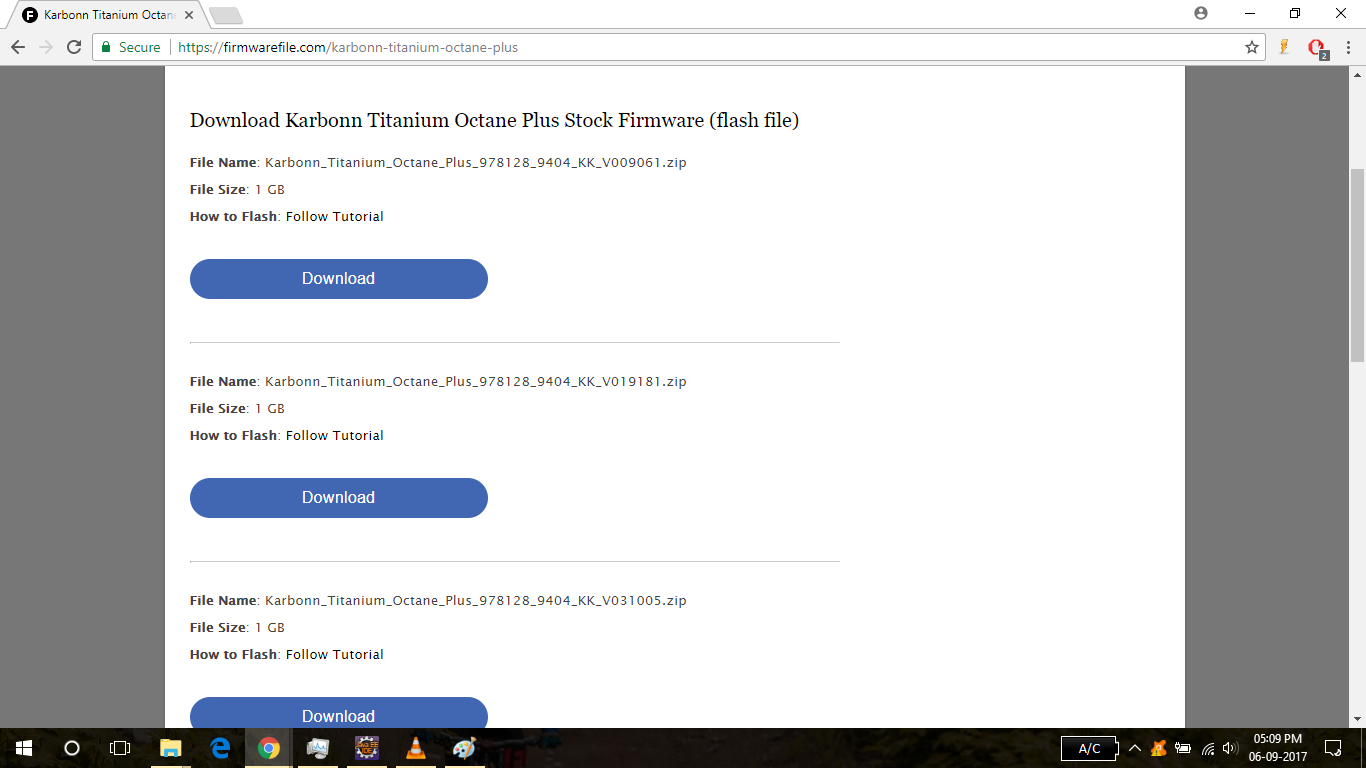 Karbonn Titanium Octan
Secure
https://firmwarefile.com/karbonn-titanium-octane-plus
2
Download Karbonn Titanium Octane Plus Stock Firmware (flash file)
File Name: Karbonn_Titanium_Octane_Plus_978128_9404_KK_V009061.zip
File Size: 1 GB
How to Flash: Follow Tutorial
Download
File Name: Karbonn_Titanium_Octane_Plus_978128_9404_KK_V019181.zip
File Size: 1 GB
How to Flash: Follow Tutorial
Download
File Name: Karbonn_Titanium_Octane_Plus_978128_9404_KK_V031005.zip
File Size: 1 GB
How to Flash: Follow Tutorial
Download
A/C
05:09 PM
06-09-2017